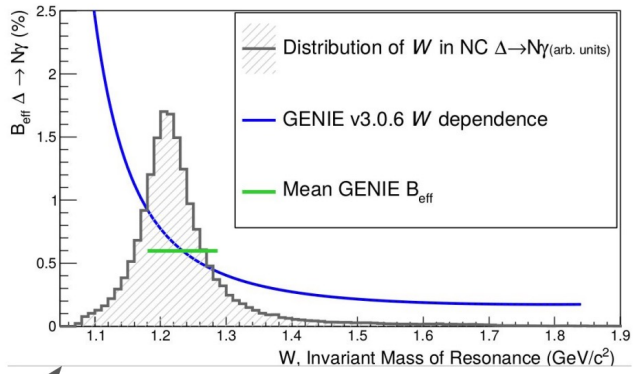 B_eff Δ → Nγ (%)
2.5
2
1.5
1
0.5
0
Distribution of W in NC Δ→Nγ(arb. units)
GENIE v3.0.6 W dependence
Mean GENIE B_eff
1.1 1.2 1.3 1.4 1.5 1.6 1.7 1.8 1.9
W, Invariant Mass of Resonance (GeV/c²)